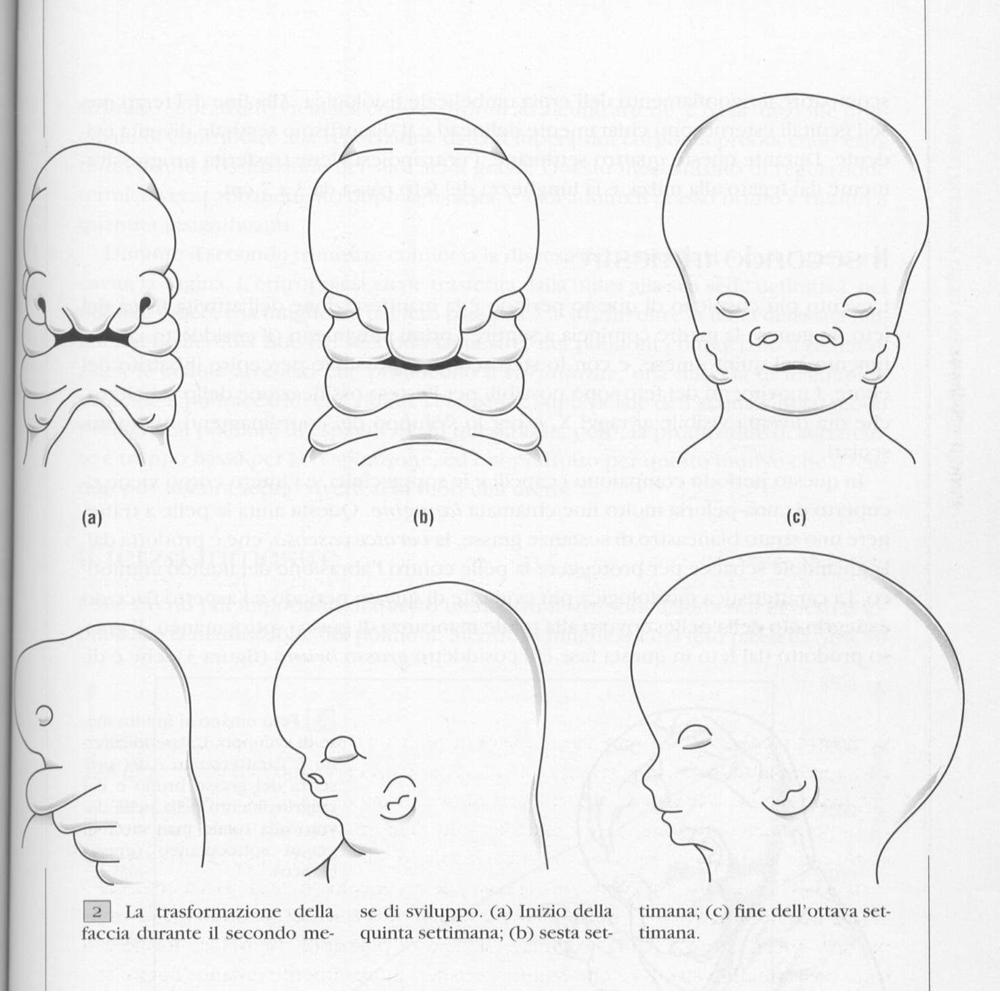 (a) (b) (c)
2 La trasformazione della
faccia durante il secondo me-
se di sviluppo. (a) Inizio della
quinta settimana; (b) sesta set-
timana; (c) fine dell'ottava set-
timana.